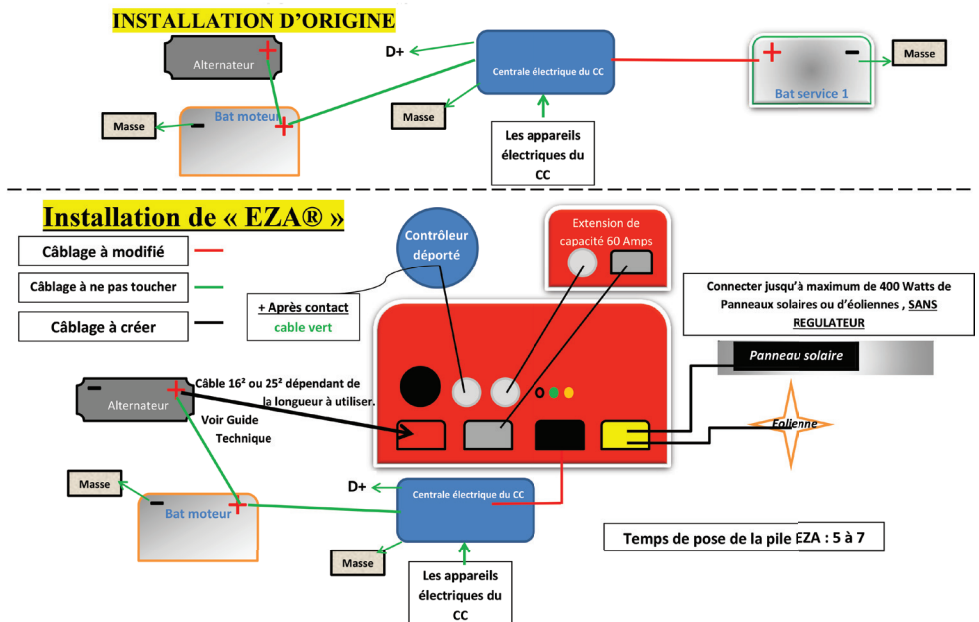 INSTALLATION D'ORIGINE
Alternateur
+
D+
Centrale électrique du CC
+
-
Masse
Bat service 1
Masse
-
Bat moteur
+
Masse
Les appareils
électriques du
CC
Installation de « EZA® »
Câblage à modifié
Câblage à ne pas toucher
Câblage à créer
Contrôleur
déporté
+ Après contact
cable vert
Extension de
capacité 60 Amps
Connecter jusqu'à maximum de 400 Watts de
Panneaux solaires ou d'éoliennes , SANS
REGULATEUR
Panneau solaire
Eolienne
-
+
Alternateur
Câble 16² ou 25² dépendant de
la longueur à utiliser.
Voir Guide
Technique
Masse
-
Bat moteur
+
D+
Centrale électrique du CC
Masse
Les appareils
électriques du
CC
Temps de pose de la pile EZA : 5 à 7